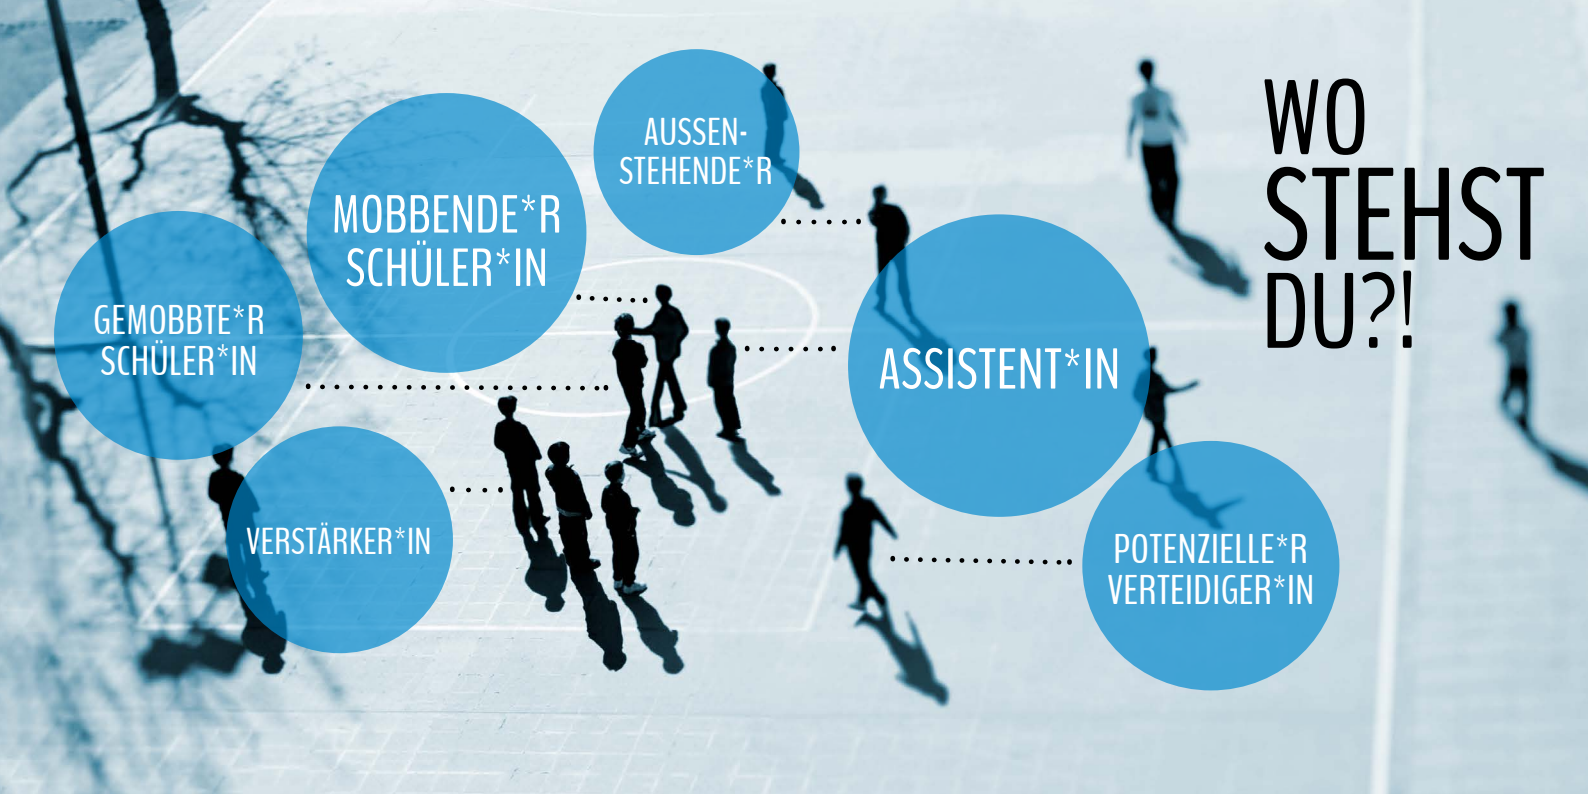 AUSSEN-
STEHENDE*R
MOBBENDE*R
SCHÜLER*IN
GEMOBBTE*R
SCHÜLER*IN
VERSTÄRKER*IN
ASSISTENT*IN
POTENZIELLE*R
VERTEIDIGER*IN
WO
STEHST
DU?!